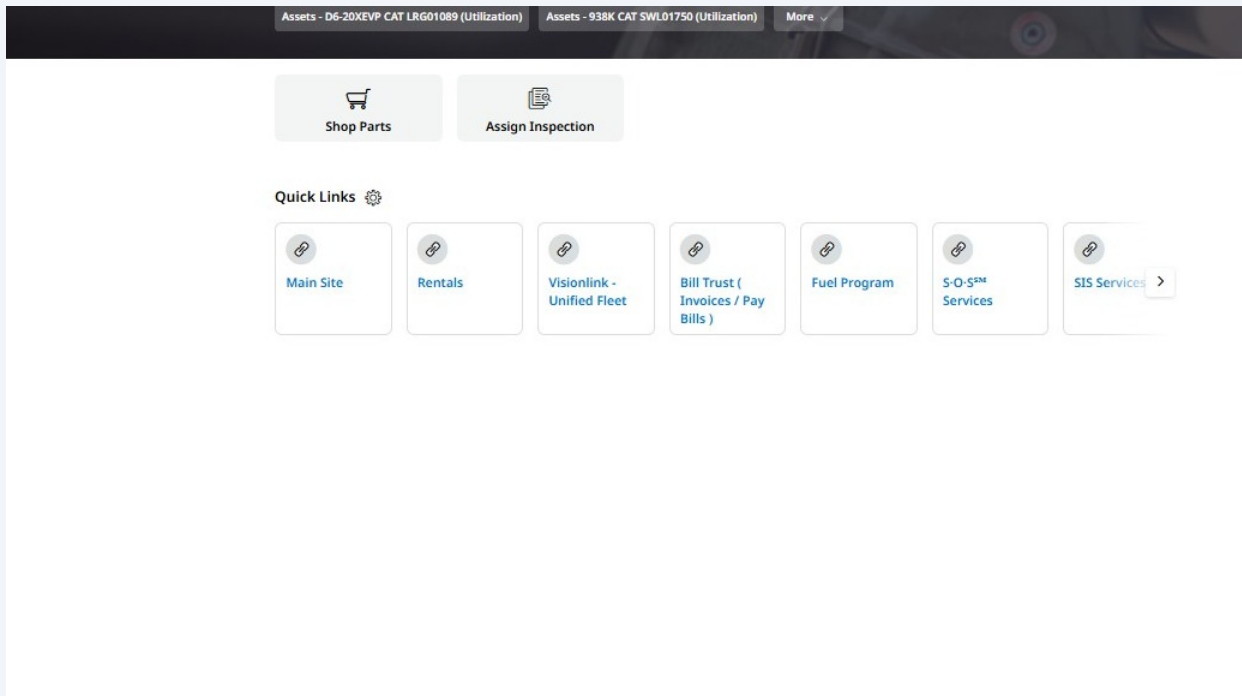 Assets - D6-20XEVP CAT LRG01089 (Utilization)
Assets - 938K CAT SWL01750 (Utilization)
More
Shop Parts
Assign Inspection
Quick Links
Main Site
Rentals
Visionlink -
Unified Fleet
Bill Trust (
Invoices / Pay
Bills )
Fuel Program
S·O·S℠
Services
SIS Services